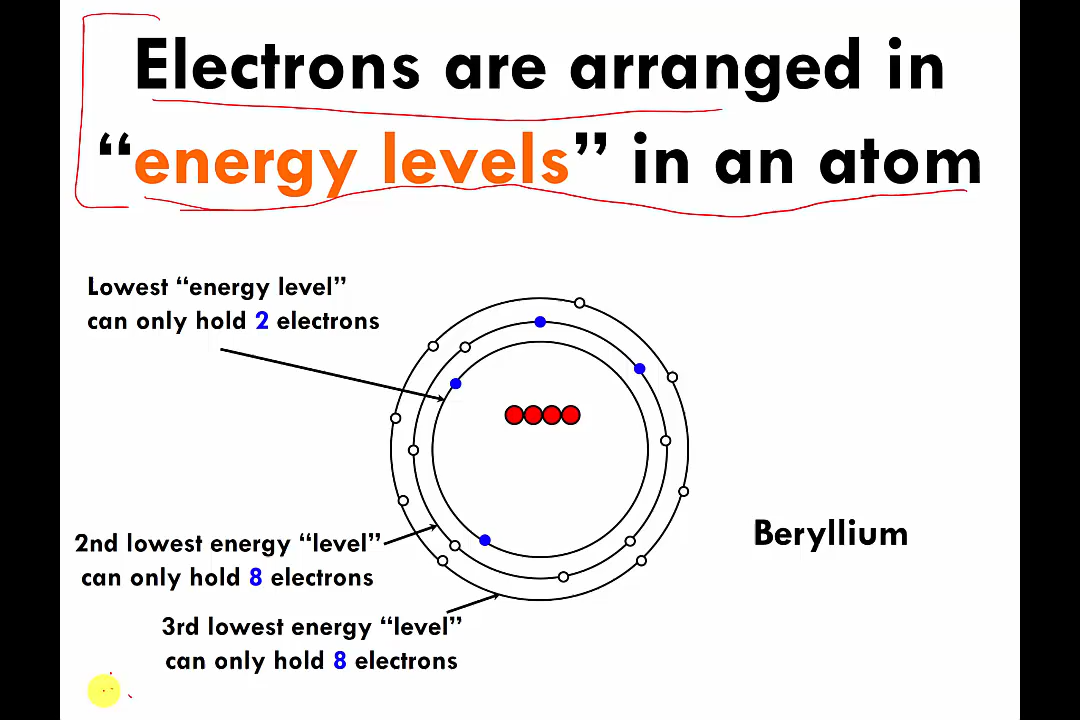 Electrons are arranged in
“energy levels” in an atom
Lowest “energy level”
can only hold 2 electrons
2nd lowest energy “level”
can only hold 8 electrons
3rd lowest energy “level”
can only hold 8 electrons
Beryllium